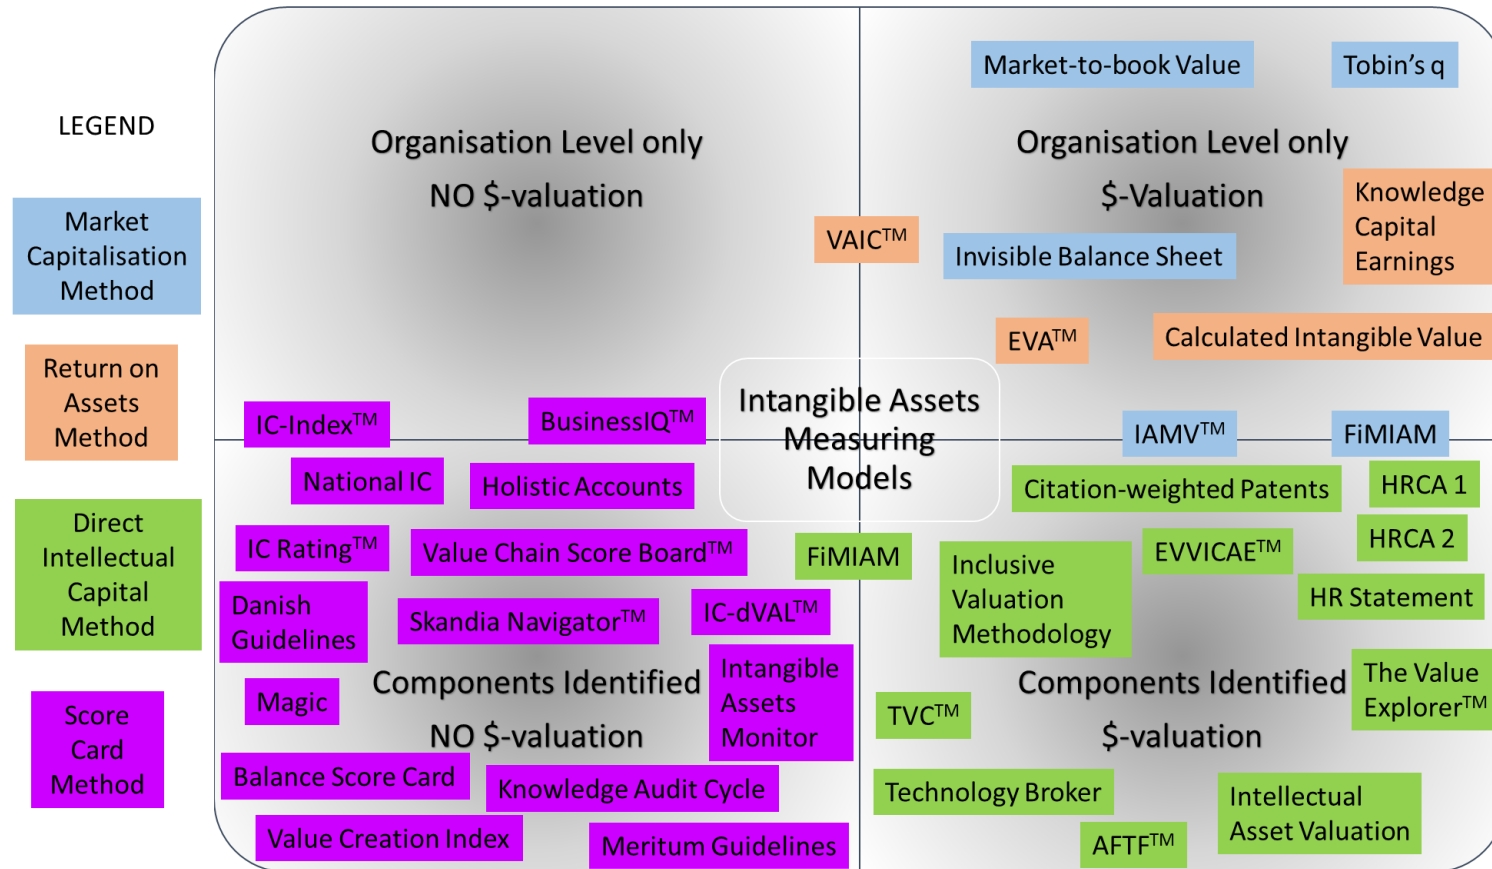 LEGEND
Market
Capitalisation
Method
Return on
Assets
Method
Direct
Intellectual
Capital
Method
Score
Card
Method
Organisation Level only
NO $-valuation
Market-to-book Value
Tobin's q
Organisation Level only
$-Valuation
Knowledge
Capital
Earnings
VAIC™
Invisible Balance Sheet
EVA™
Calculated Intangible Value
Intangible Assets
Measuring
Models
IC-Index™
BusinessIQ™
IAMV™
FiMIAM
National IC
Holistic Accounts
IC Rating™
Value Chain Score Board™
FiMIAM
Danish
Guidelines
Skandia Navigator™
IC-dVAL™
Components Identified
NO $-valuation
Intangible
Assets
Monitor
Magic
Balance Score Card
Knowledge Audit Cycle
Value Creation Index
Meritum Guidelines
Citation-weighted Patents
HRCA 1
HRCA 2
Inclusive
Valuation
Methodology
EVVICAE™
HR Statement
Components Identified
$-valuation
The Value
Explorer™
TVC™
Technology Broker
Intellectual
Asset Valuation
AFTF™